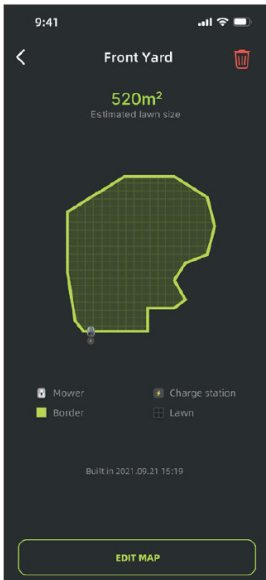 9:41
Front Yard
520m²
Estimated lawn size
Mower
Charge station
Border
Lawn
Built in 2021.09.21 15:19
EDIT MAP